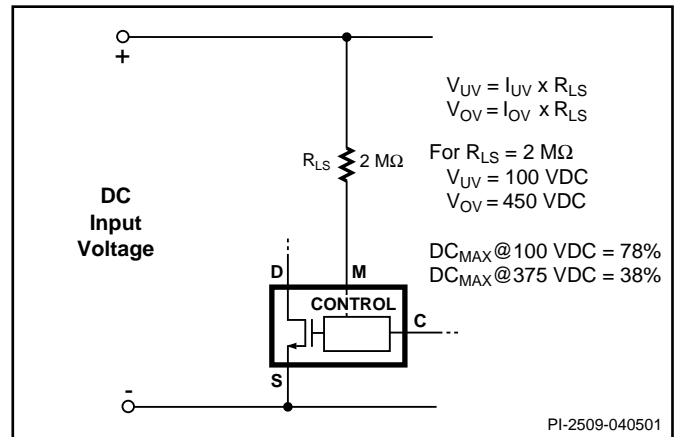 +
V_UV = I_UV x R_LS
V_OV = I_OV x R_LS
R_LS 2 MΩ
For R_LS = 2 MΩ
V_UV = 100 VDC
V_OV = 450 VDC
DC
Input
Voltage
DC_MAX@100 VDC = 78%
DC_MAX@375 VDC = 38%
D M
CONTROL
C
S
-
PI-2509-040501